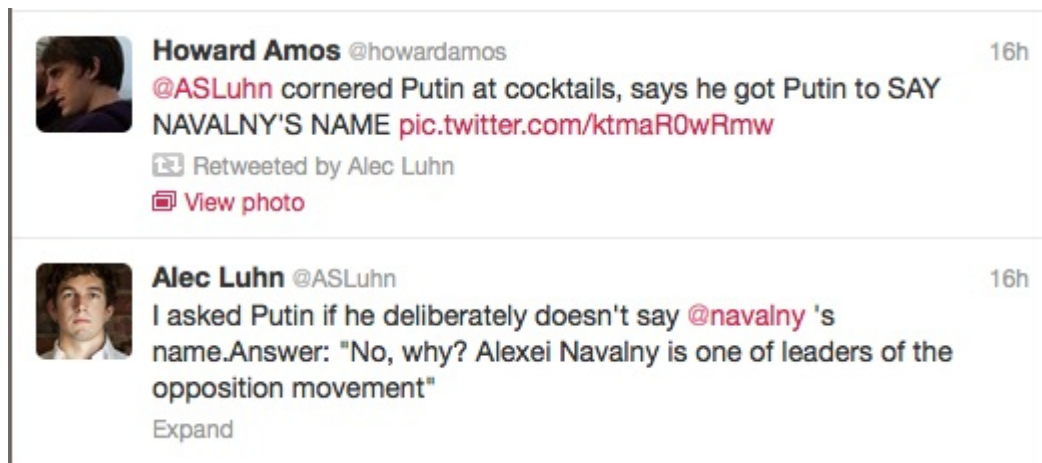 Howard Amos @howardamos 16h
@ASLuhn cornered Putin at cocktails, says he got Putin to SAY
NAVALNY'S NAME pic.twitter.com/ktmaR0wRmw
Retweeted by Alec Luhn
View photo
Alec Luhn @ASLuhn 16h
I asked Putin if he deliberately doesn't say @navalny 's
name.Answer: "No, why? Alexei Navalny is one of leaders of the
opposition movement"
Expand